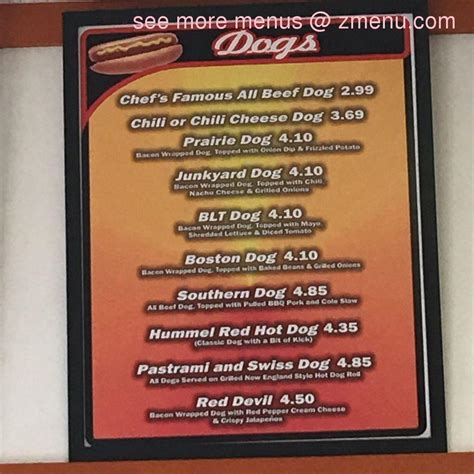 see more menus @ zmenu.com
Dogs
Chef's Famous All Beef Dog 2.99
Chili or Chili Cheese Dog 3.69
Prairie Dog 4.10
Bacon Wrapped Dog, Topped with Onion Dip & Frizzled Potato
Junkyard Dog 4.10
Bacon Wrapped Dog, Topped with Chili,
Nacho Cheese & Grilled Onions
BLT Dog 4.10
Bacon Wrapped Dog, Topped with Mayo,
Shredded Lettuce & Diced Tomato
Boston Dog 4.10
Bacon Wrapped Dog, Topped with Baked Beans & Grilled Onions
Southern Dog 4.85
All Beef Dog, Topped with Pulled BBQ Pork and Cole Slaw
Hummel Red Hot Dog 4.35
(Classic Dog with a Bit of Kick)
Pastrami and Swiss Dog 4.85
All Dogs Served on Grilled New England Style Hot Dog Roll
Red Devil 4.50
Bacon Wrapped Dog with Red Pepper Cream Cheese
& Crispy Jalapeños